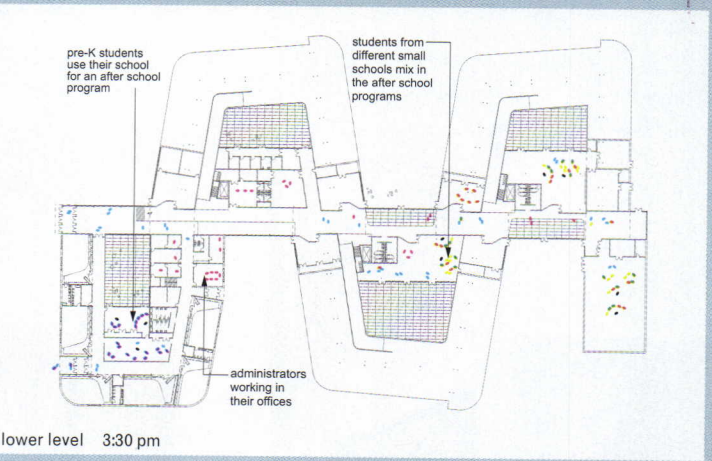 pre-K students
use their school
for an after school
program
students from
different small
schools mix in
the after school
programs
administrators
working in
their offices
lower level 3:30 pm